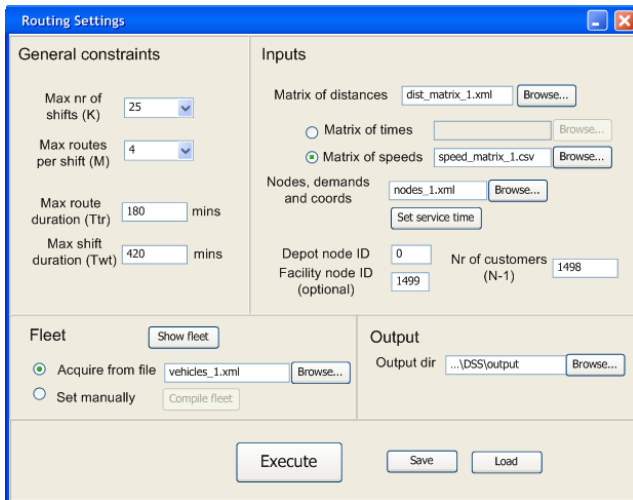 Routing Settings
General constraints
Max nr of
shifts (K)
25
Max routes
per shift (M)
4
Max route
duration (Ttr)
180
mins
Max shift
duration (Twt)
420
mins
Inputs
Matrix of distances
dist_matrix_1.xml
Browse...
Matrix of times
Browse...
Matrix of speeds
speed_matrix_1.csv
Browse...
Nodes, demands
and coords
nodes_1.xml
Browse...
Set service time
Depot node ID
0
Facility node ID
(optional)
1499
Nr of customers
(N-1)
1498
Fleet
Show fleet
Acquire from file
vehicles_1.xml
Browse...
Set manually
Compile fleet
Output
Output dir
...\DSS\output
Browse...
Execute
Save
Load